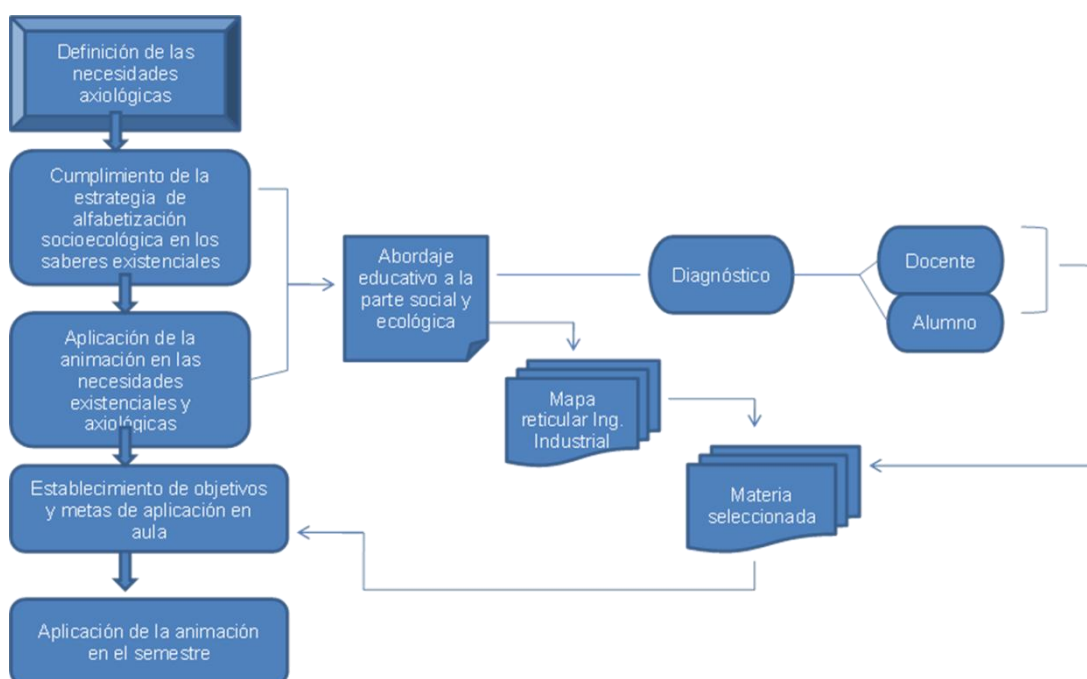 Definición de las
necesidades
axiológicas
Cumplimiento de la
estrategia de
alfabetización
socioecológica en los
saberes existenciales
Aplicación de la
animación en las
necesidades
existenciales y
axiológicas
Establecimiento de objetivos
y metas de aplicación en
aula
Aplicación de la animación
en el semestre
Abordaje
educativo a la
parte social y
ecológica
Diagnóstico
Docente
Alumno
Mapa
reticular Ing.
Industrial
Materia
seleccionada